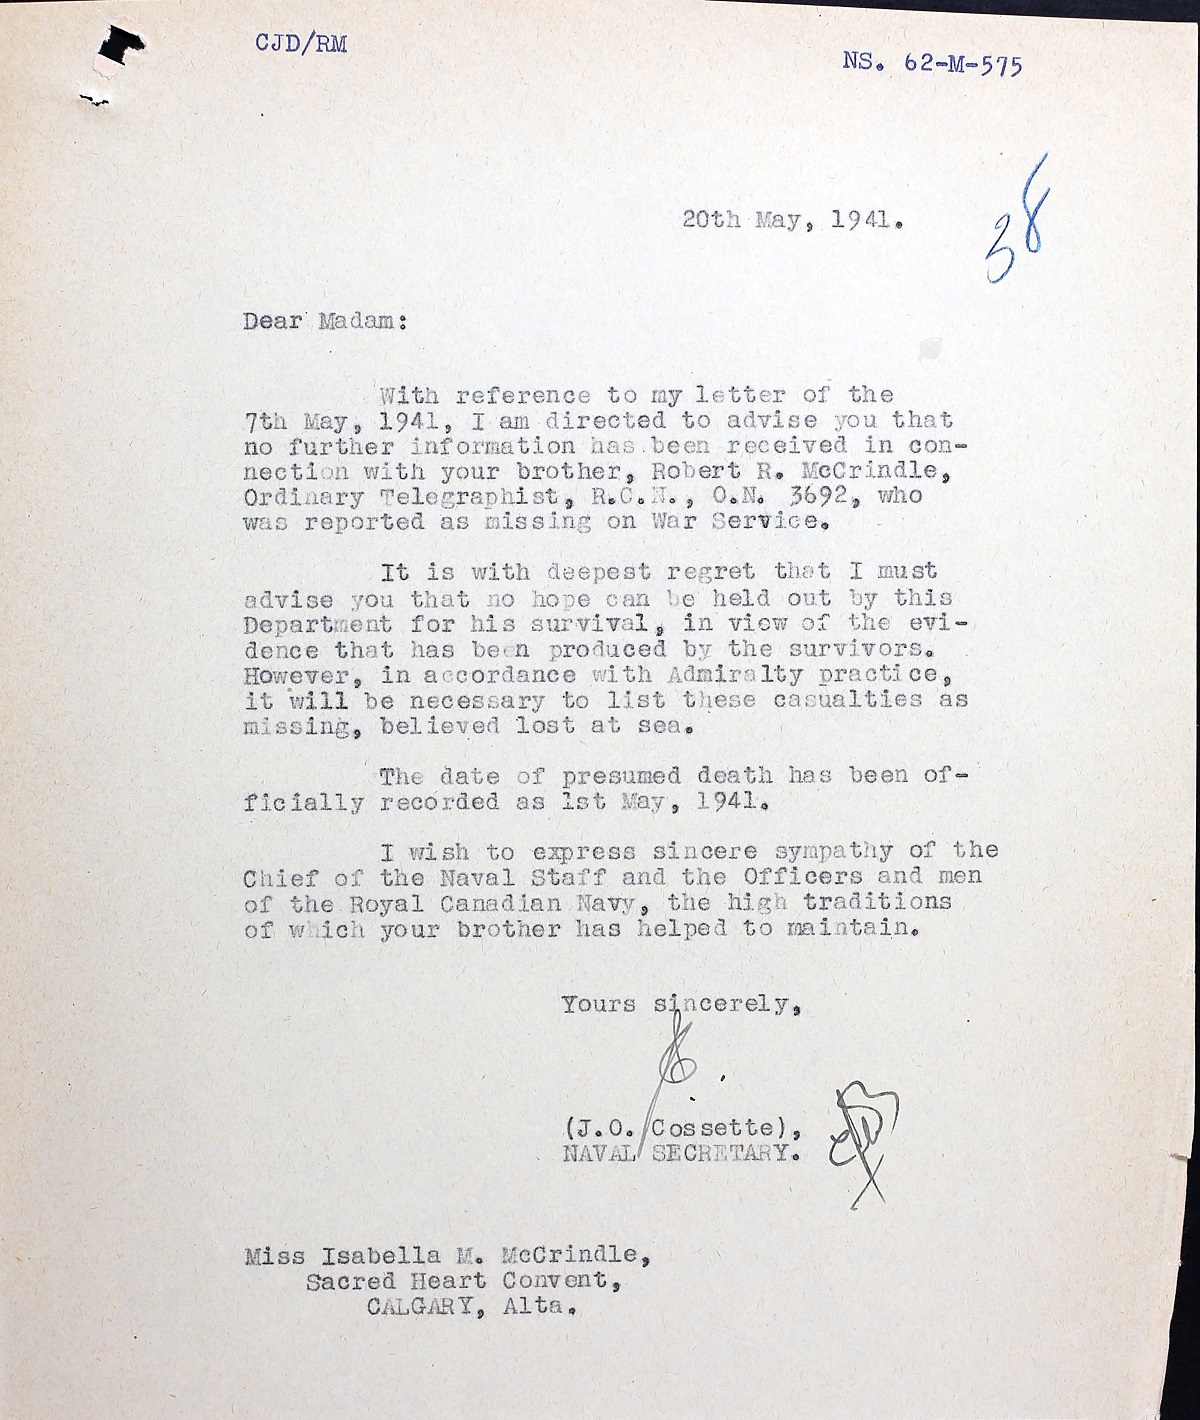 CJD/RM
NS. 62-M-575
20th May, 1941.
38
Dear Madam:
With reference to my letter of the
7th May, 1941, I am directed to advise you that
no further information has been received in con-
nection with your brother, Robert R. McCrindle,
Ordinary Telegraphist, R.C.N., O.N. 3692, who
was reported as missing on War Service.
It is with deepest regret that I must
advise you that no hope can be held out by this
Department for his survival, in view of the evi-
dence that has been produced by the survivors.
However, in accordance with Admiralty practice,
it will be necessary to list these casualties as
missing, believed lost at sea.
The date of presumed death has been of-
ficially recorded as 1st May, 1941.
I wish to express sincere sympathy of the
Chief of the Naval Staff and the Officers and men
of the Royal Canadian Navy, the high traditions
of which your brother has helped to maintain.
Yours sincerely,
(J.O. Cossette),
NAVAL SECRETARY.
Miss Isabella M. McCrindle,
Sacred Heart Convent,
CALGARY, Alta.